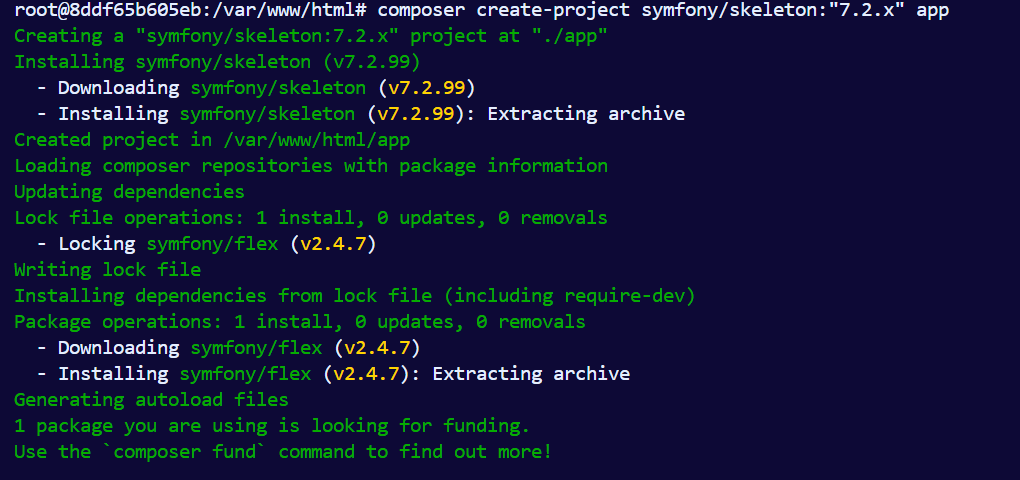 root@8ddf65b605eb:/var/www/html# composer create-project symfony/skeleton:"7.2.x" app
Creating a "symfony/skeleton:7.2.x" project at "./app"
Installing symfony/skeleton (v7.2.99)
  - Downloading symfony/skeleton (v7.2.99)
  - Installing symfony/skeleton (v7.2.99): Extracting archive
Created project in /var/www/html/app
Loading composer repositories with package information
Updating dependencies
Lock file operations: 1 install, 0 updates, 0 removals
  - Locking symfony/flex (v2.4.7)
Writing lock file
Installing dependencies from lock file (including require-dev)
Package operations: 1 install, 0 updates, 0 removals
  - Downloading symfony/flex (v2.4.7)
  - Installing symfony/flex (v2.4.7): Extracting archive
Generating autoload files
1 package you are using is looking for funding.
Use the `composer fund` command to find out more!